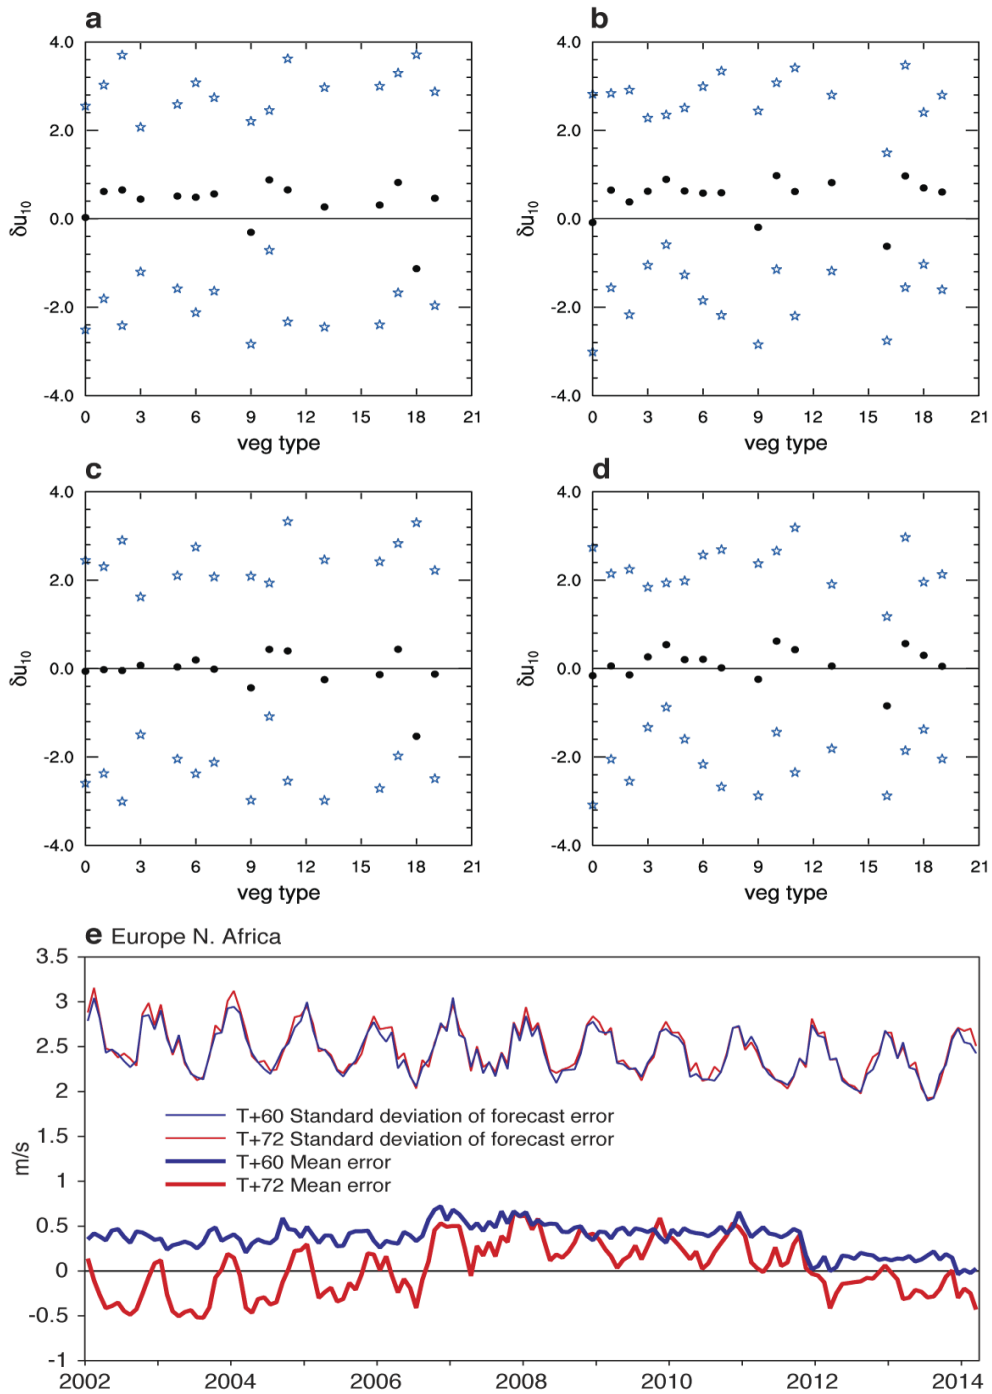 a
b
4.0
2.0
0.0
-2.0
-4.0
δu10
0 3 6 9 12 15 18 21
veg type
4.0
2.0
0.0
-2.0
-4.0
δu10
0 3 6 9 12 15 18 21
veg type
c
d
4.0
2.0
0.0
-2.0
-4.0
δu10
0 3 6 9 12 15 18 21
veg type
4.0
2.0
0.0
-2.0
-4.0
δu10
0 3 6 9 12 15 18 21
veg type
e Europe N. Africa
3.5
3
2.5
2
1.5
1
0.5
0
-0.5
-1
m/s
T+60 Standard deviation of forecast error
T+72 Standard deviation of forecast error
T+60 Mean error
T+72 Mean error
2002 2004 2006 2008 2010 2012 2014